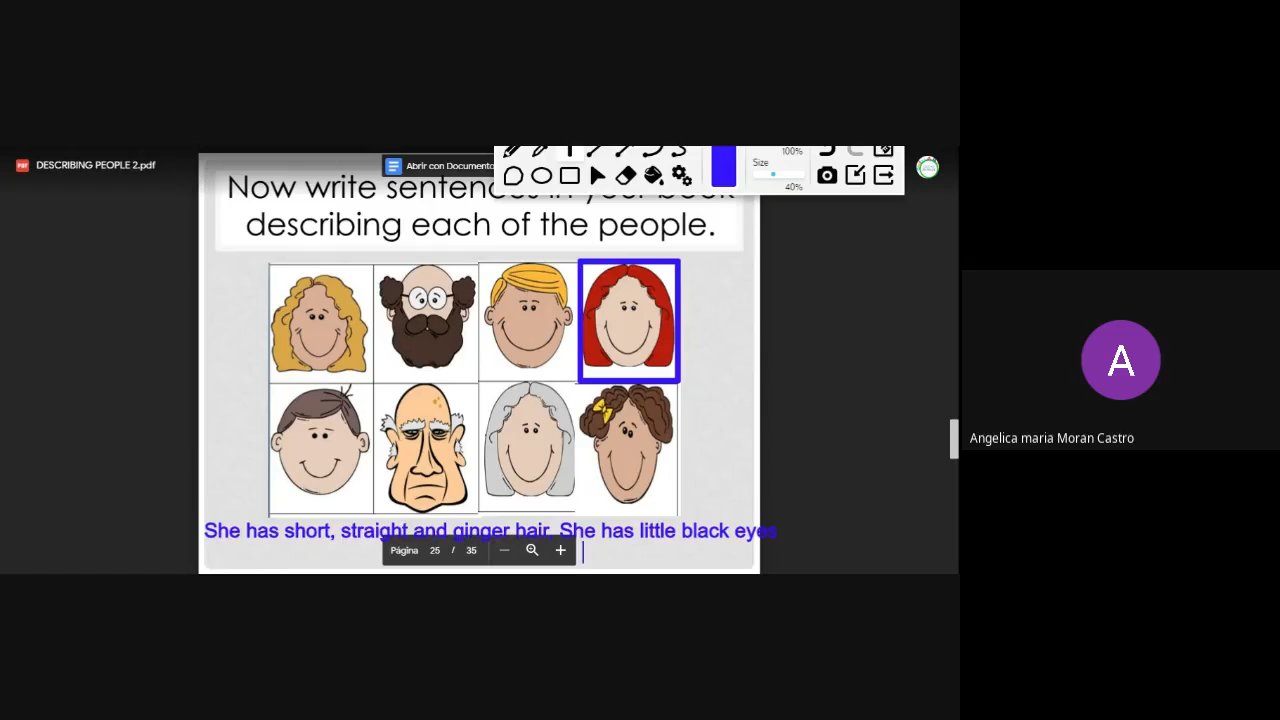 DESCRIBING PEOPLE 2.pdf
Abrir con Documento
100%
Size
40%
Now write sentences in your book
describing each of the people.
She has short, straight and ginger hair. She has little black eyes
Página 25 / 35
A
Angelica maria Moran Castro